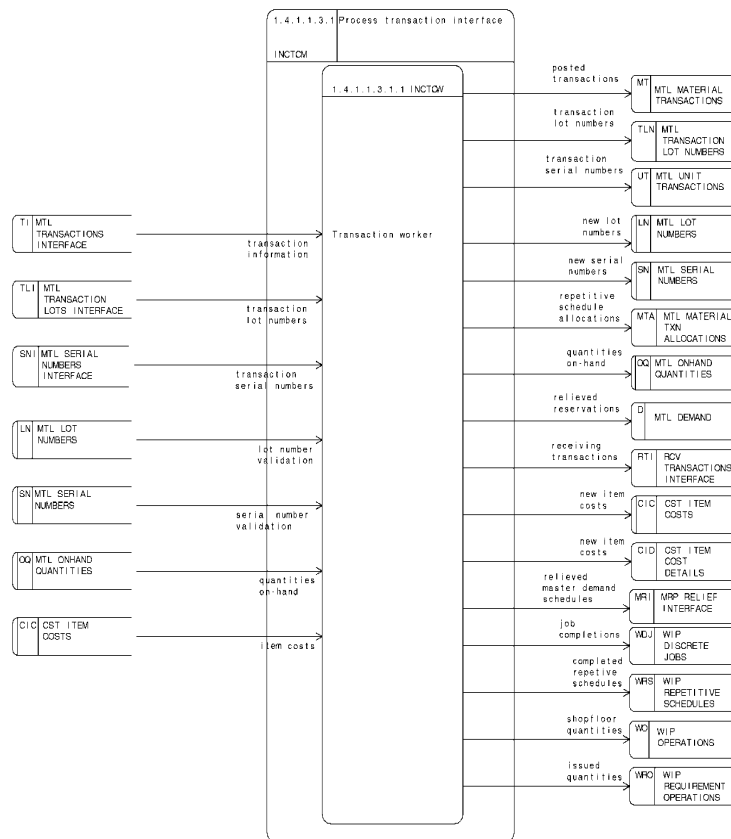 1.4.1.1.3.1 Process transaction interface
INCTCM
1.4.1.1.3.1.1 INCTCW
Transaction worker
TI MTL
TRANSACTIONS
INTERFACE
transaction
information
TLI MTL
TRANSACTION
LOTS INTERFACE
transaction
lot numbers
SNI MTL SERIAL
NUMBERS
INTERFACE
transaction
serial numbers
LN MTL LOT
NUMBERS
lot number
validation
SN MTL SERIAL
NUMBERS
serial number
validation
OQ MTL ONHAND
QUANTITIES
quantities
on-hand
CIC CST ITEM
COSTS
item costs
posted
transactions
MT MTL MATERIAL
TRANSACTIONS
transaction
lot numbers
TLN MTL
TRANSACTION
LOT NUMBERS
transaction
serial numbers
UT MTL UNIT
TRANSACTIONS
new lot
numbers
LN MTL LOT
NUMBERS
new serial
numbers
SN MTL SERIAL
NUMBERS
repetitive
schedule
allocations
MTA MTL MATERIAL
TXN
ALLOCATIONS
quantities
on-hand
OQ MTL ONHAND
QUANTITIES
relieved
reservations
D MTL DEMAND
receiving
transactions
RTI RCV
TRANSACTIONS
INTERFACE
new item
costs
CIC CST ITEM
COSTS
new item
costs
CID CST ITEM
COST
DETAILS
relieved
master demand
schedules
MRI MRP RELIEF
INTERFACE
job
completions
WDJ WIP
DISCRETE
JOBS
completed
repetive
schedules
WRS WIP
REPETITIVE
SCHEDULES
shopfloor
quantities
WO WIP
OPERATIONS
issued
quantities
WRO WIP
REQUIREMENT
OPERATIONS